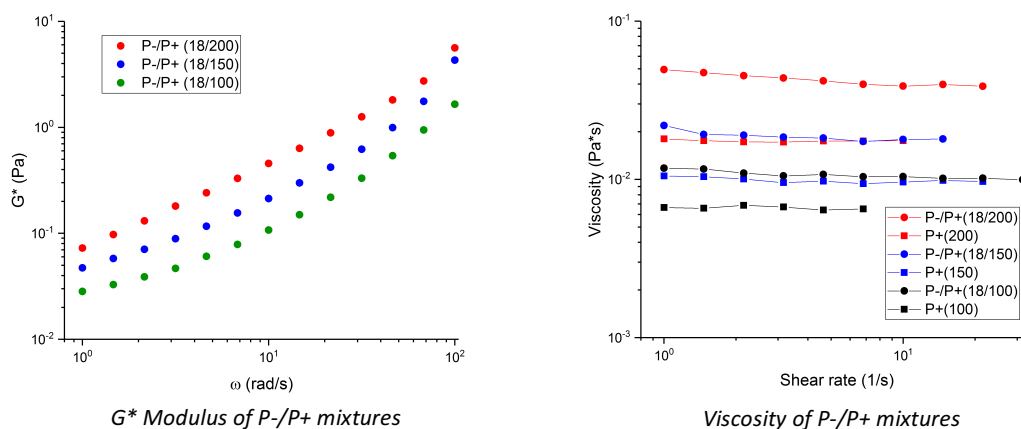 10¹
10⁰
10⁻¹
10⁻²
G* (Pa)
P-/P+ (18/200)
P-/P+ (18/150)
P-/P+ (18/100)
10⁰
10¹
10²
ω (rad/s)
G* Modulus of P-/P+ mixtures
10⁻¹
10⁻²
10⁻³
Viscosity (Pa*s)
P-/P+(18/200)
P+(200)
P-/P+(18/150)
P+(150)
P-/P+(18/100)
P+(100)
10⁰
10¹
Shear rate (1/s)
Viscosity of P-/P+ mixtures